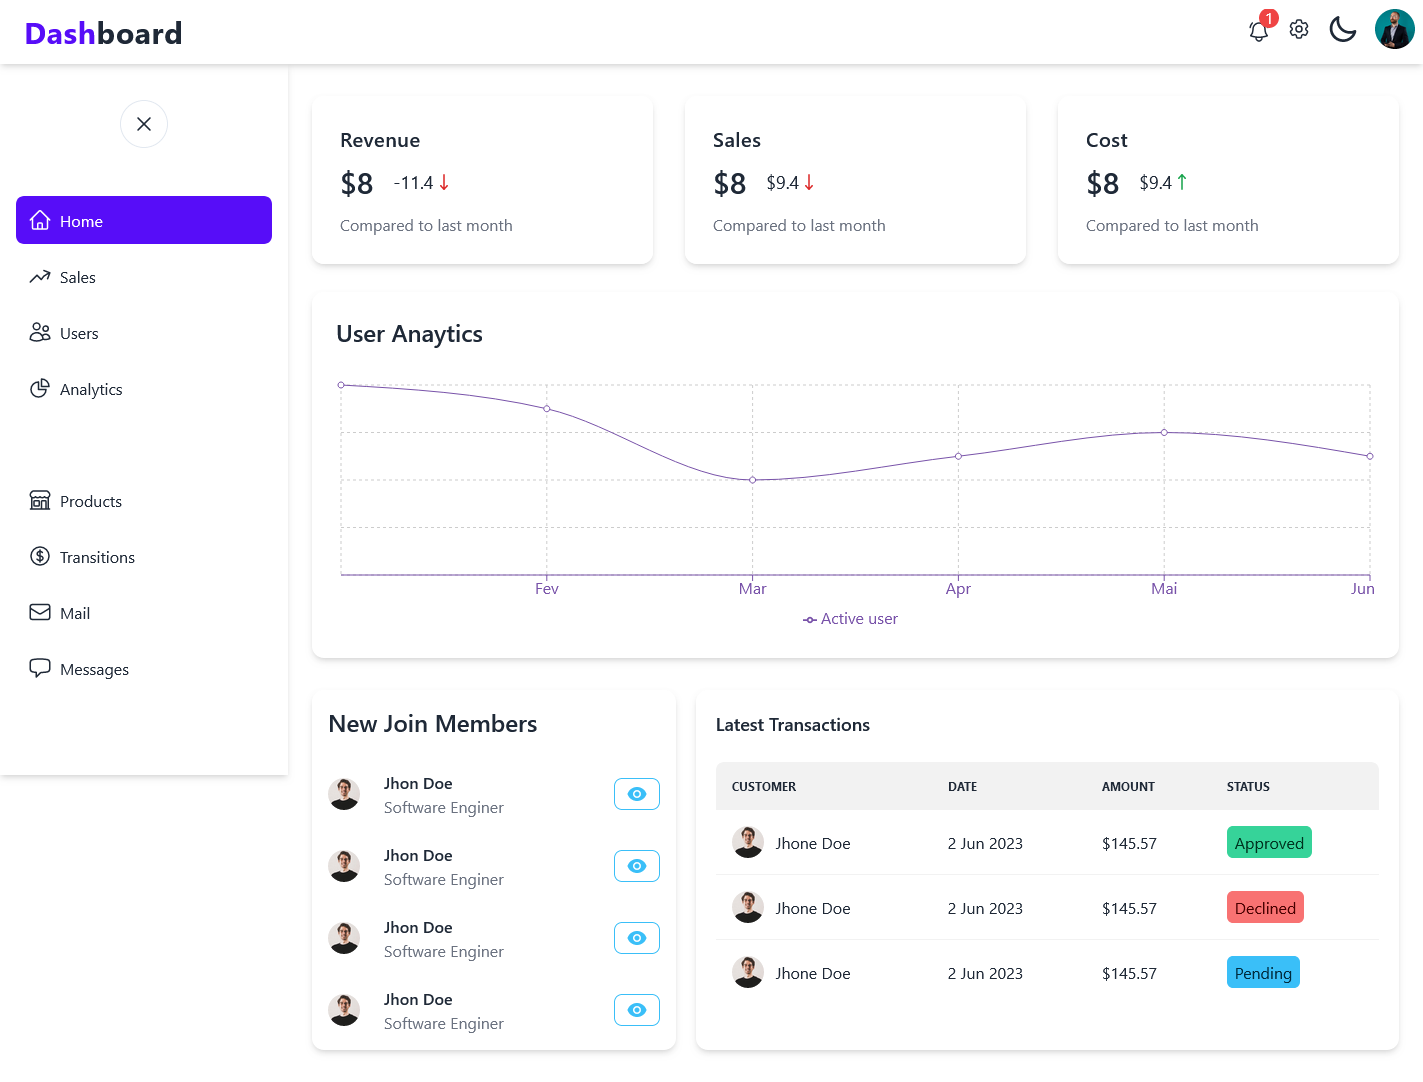 Dashboard
1
Home
Sales
Users
Analytics
Products
Transitions
Mail
Messages
Revenue
$8 -11.4
Compared to last month
Sales
$8 $9.4
Compared to last month
Cost
$8 $9.4
Compared to last month
User Anaytics
Fev Mar Apr Mai Jun
Active user
New Join Members
Jhon Doe
Software Enginer
Jhon Doe
Software Enginer
Jhon Doe
Software Enginer
Jhon Doe
Software Enginer
Latest Transactions
CUSTOMER DATE AMOUNT STATUS
Jhone Doe 2 Jun 2023 $145.57 Approved
Jhone Doe 2 Jun 2023 $145.57 Declined
Jhone Doe 2 Jun 2023 $145.57 Pending